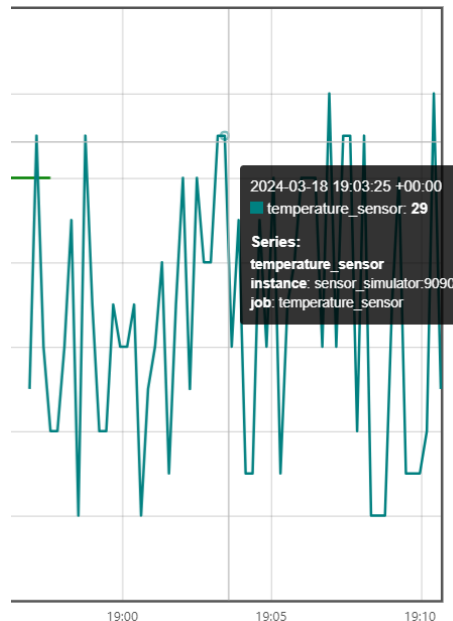 2024-03-18 19:03:25 +00:00
temperature_sensor: 29
Series:
temperature_sensor
instance: sensor_simulator:9090
job: temperature_sensor
19:00 19:05 19:10